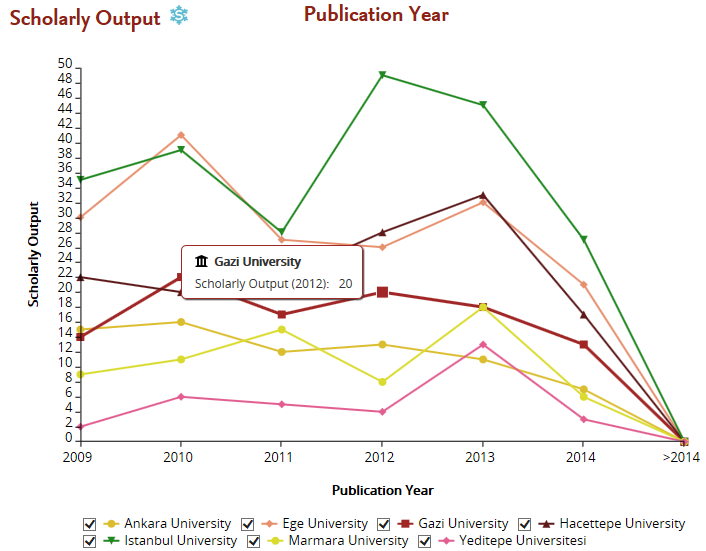 Scholarly Output
Publication Year
50
48
46
44
42
40
38
36
34
32
30
28
26
24
22
20
18
16
14
12
10
8
6
4
2
0
Scholarly Output
Gazi University
Scholarly Output (2012): 20
2009 2010 2011 2012 2013 2014 >2014
Publication Year
Ankara University Ege University Gazi University Hacettepe University
Istanbul University Marmara University Yeditepe Universitesi